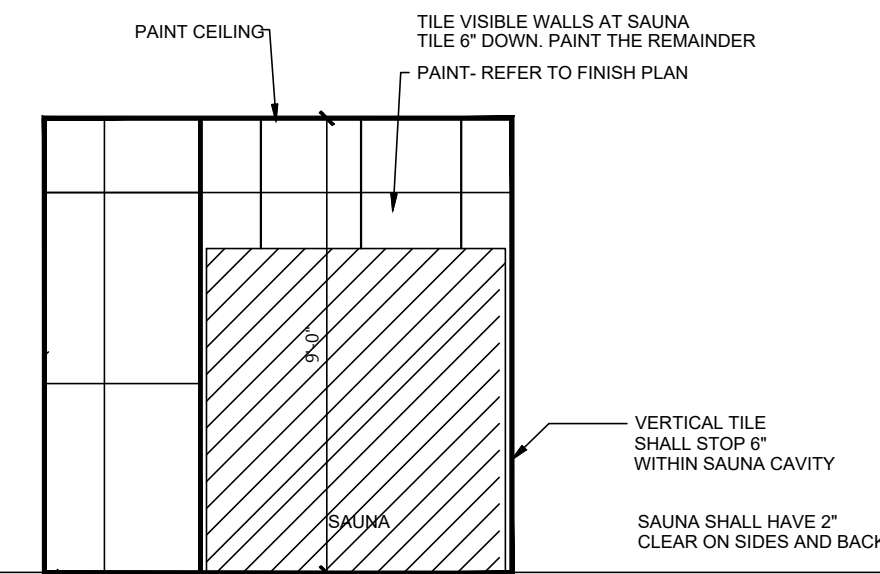 TILE VISIBLE WALLS AT SAUNA
PAINT CEILING
TILE 6" DOWN. PAINT THE REMAINDER
PAINT- REFER TO FINISH PLAN
9'-0"
VERTICAL TILE
SHALL STOP 6"
WITHIN SAUNA CAVITY
SAUNA
SAUNA SHALL HAVE 2"
CLEAR ON SIDES AND BACK